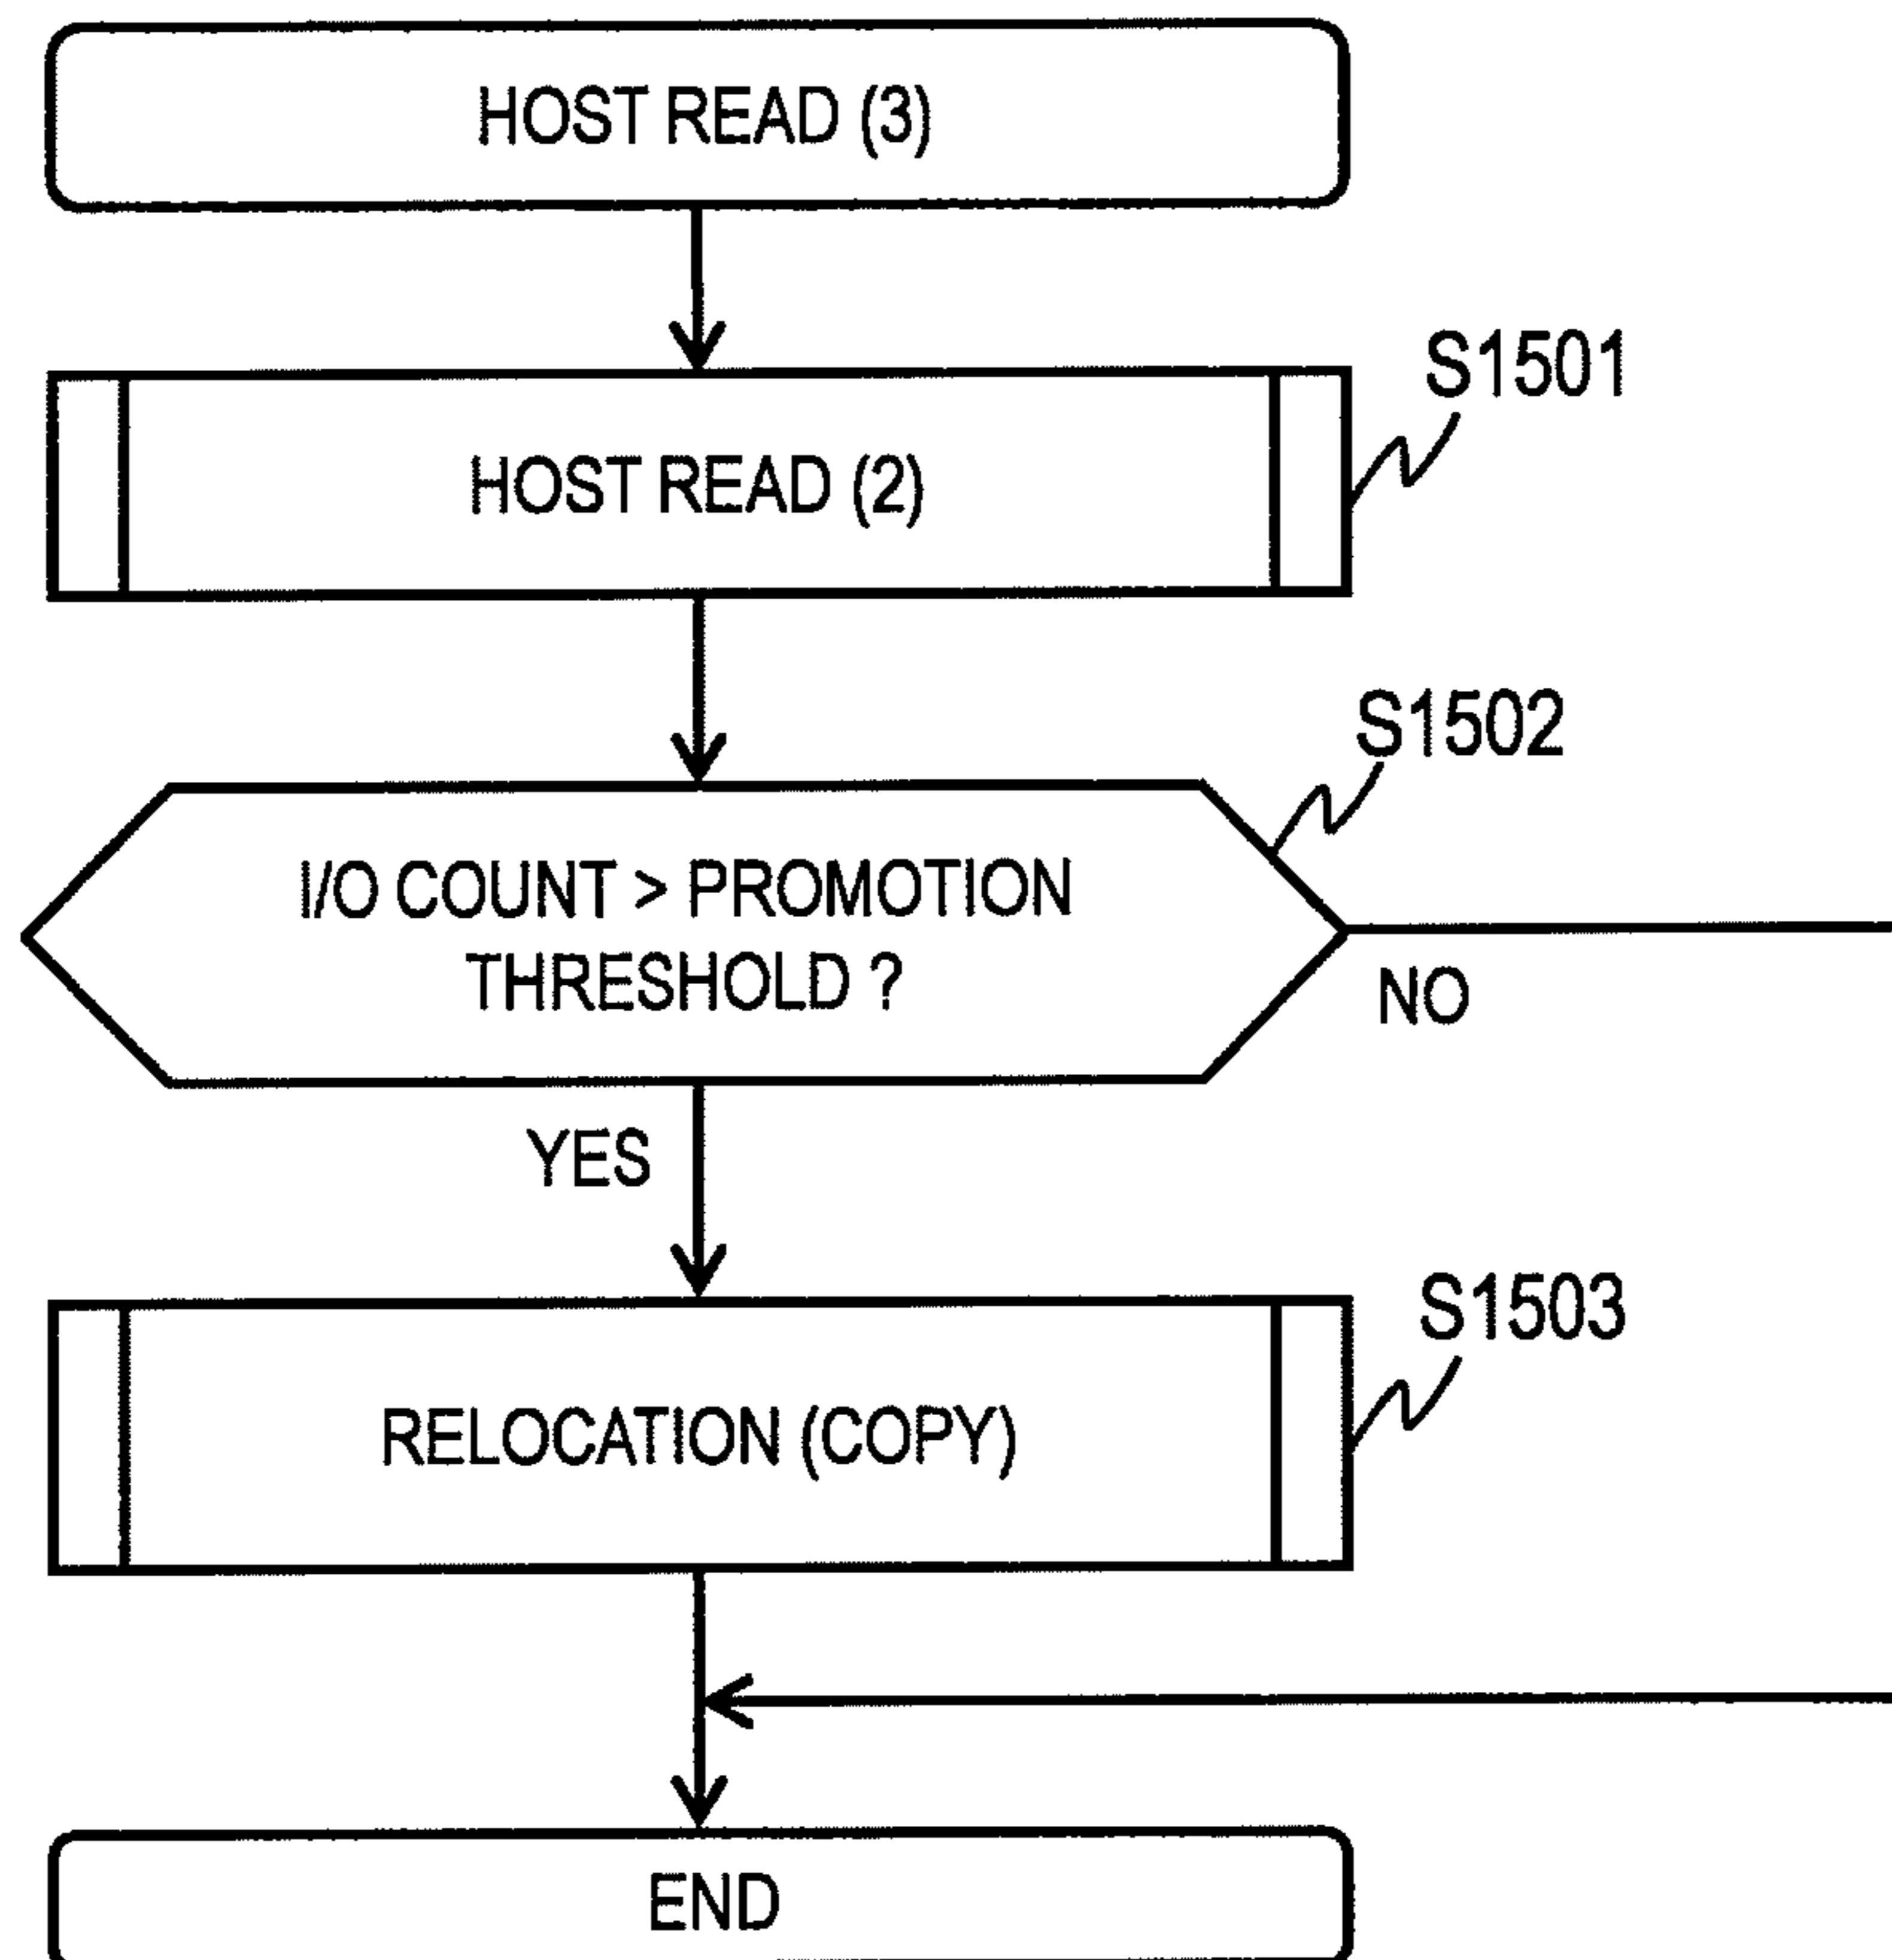 HOST READ (3)
S1501
HOST READ (2)
S1502
I/O COUNT > PROMOTION
THRESHOLD ?
NO
YES
S1503
RELOCATION (COPY)
END